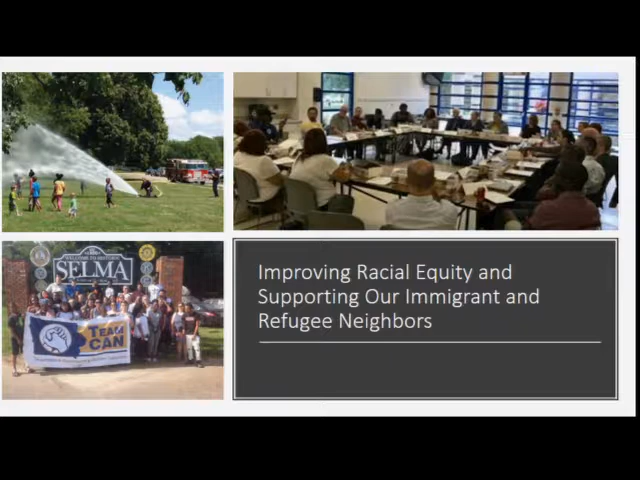 SELMA
TEAM
CAN
Improving Racial Equity and
Supporting Our Immigrant and
Refugee Neighbors